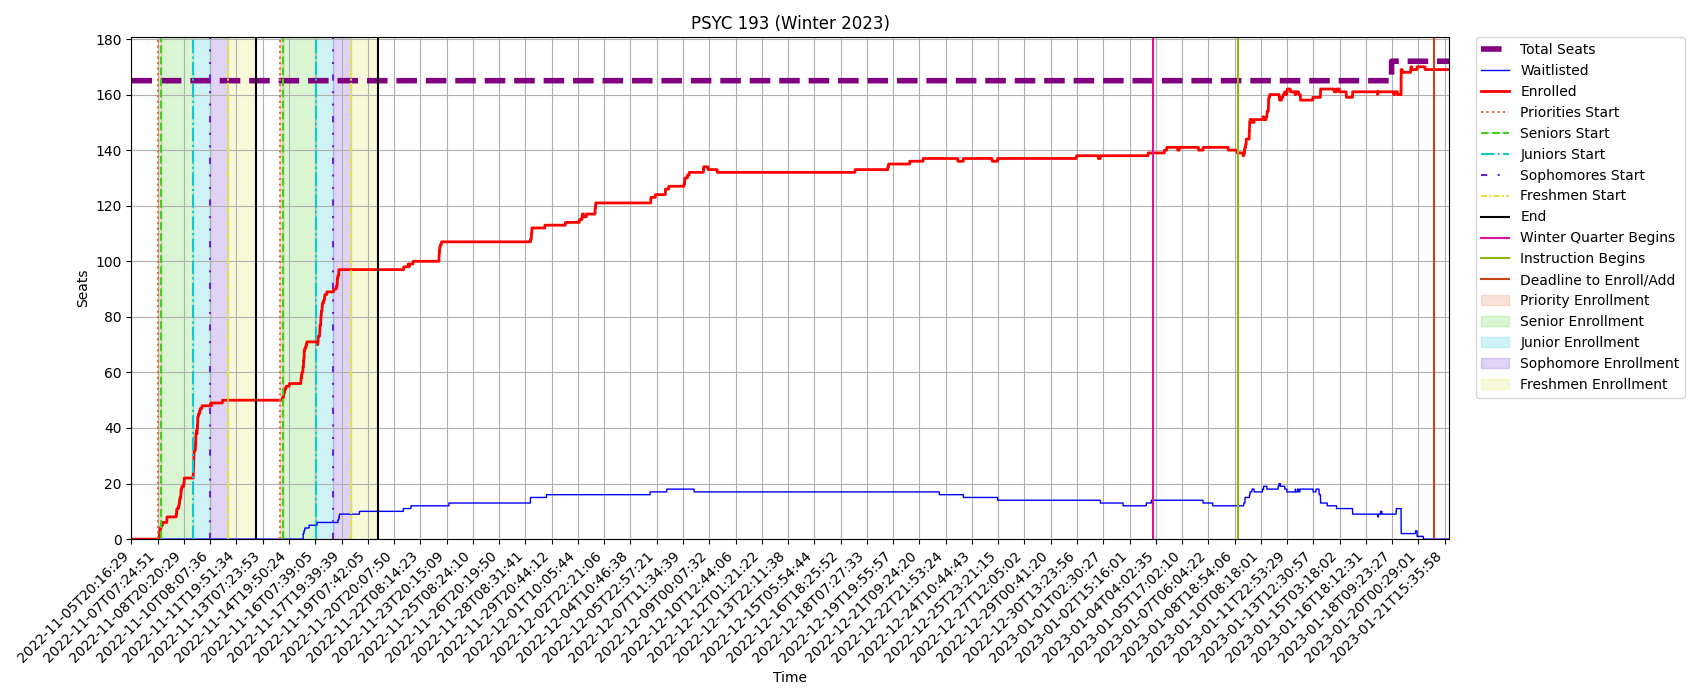 PSYC 193 (Winter 2023)
180
160
140
120
100
80
60
40
20
0
Seats
2022-11-05T20:16:29
2022-11-07T07:24:51
2022-11-08T20:20:29
2022-11-10T08:07:36
2022-11-11T19:51:34
2022-11-13T07:23:53
2022-11-14T19:50:24
2022-11-16T07:39:05
2022-11-17T19:39:39
2022-11-19T07:42:05
2022-11-20T20:07:50
2022-11-22T08:14:23
2022-11-23T20:15:09
2022-11-25T08:24:10
2022-11-26T20:19:50
2022-11-28T08:31:41
2022-11-29T20:44:12
2022-12-01T10:05:44
2022-12-02T22:21:06
2022-12-04T10:46:38
2022-12-05T22:57:21
2022-12-07T11:34:39
2022-12-09T00:07:32
2022-12-10T12:44:06
2022-12-12T01:21:22
2022-12-13T22:11:38
2022-12-15T05:54:44
2022-12-16T18:25:52
2022-12-18T07:27:33
2022-12-19T19:55:57
2022-12-21T09:24:20
2022-12-22T21:53:24
2022-12-24T10:44:43
2022-12-25T23:21:15
2022-12-27T12:05:02
2022-12-29T00:41:20
2022-12-30T13:23:56
2023-01-01T02:30:27
2023-01-02T15:16:01
2023-01-04T04:02:35
2023-01-05T17:02:10
2023-01-07T06:04:22
2023-01-08T18:54:06
2023-01-10T08:18:01
2023-01-11T22:53:29
2023-01-13T12:30:57
2023-01-15T03:18:02
2023-01-16T18:12:31
2023-01-18T09:23:27
2023-01-20T00:29:01
2023-01-21T15:35:58
Time
Total Seats
Waitlisted
Enrolled
Priorities Start
Seniors Start
Juniors Start
Sophomores Start
Freshmen Start
End
Winter Quarter Begins
Instruction Begins
Deadline to Enroll/Add
Priority Enrollment
Senior Enrollment
Junior Enrollment
Sophomore Enrollment
Freshmen Enrollment